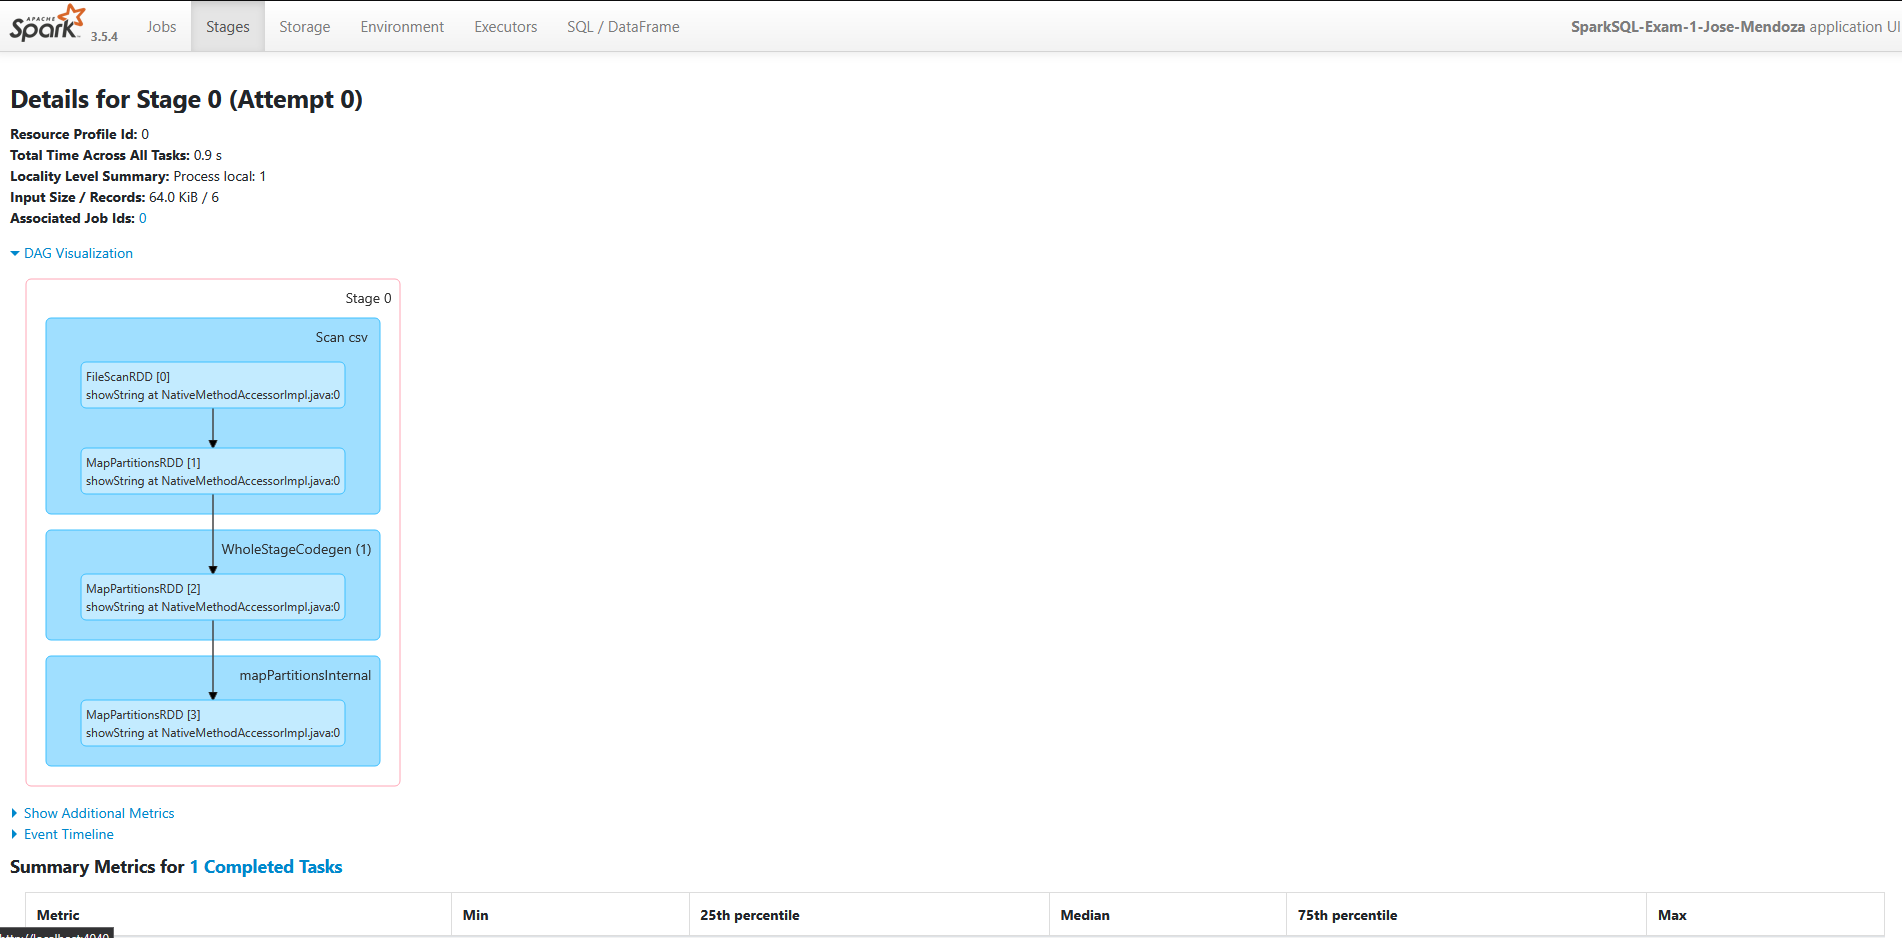 APACHE
Spark 3.5.4
Jobs
Stages
Storage
Environment
Executors
SQL / DataFrame
SparkSQL-Exam-1-Jose-Mendoza application UI
Details for Stage 0 (Attempt 0)
Resource Profile Id: 0
Total Time Across All Tasks: 0.9 s
Locality Level Summary: Process local: 1
Input Size / Records: 64.0 KiB / 6
Associated Job Ids: 0
DAG Visualization
Stage 0
Scan csv
FileScanRDD [0]
showString at NativeMethodAccessorImpl.java:0
MapPartitionsRDD [1]
showString at NativeMethodAccessorImpl.java:0
WholeStageCodegen (1)
MapPartitionsRDD [2]
showString at NativeMethodAccessorImpl.java:0
mapPartitionsInternal
MapPartitionsRDD [3]
showString at NativeMethodAccessorImpl.java:0
Show Additional Metrics
Event Timeline
Summary Metrics for 1 Completed Tasks
Metric
Min
25th percentile
Median
75th percentile
Max